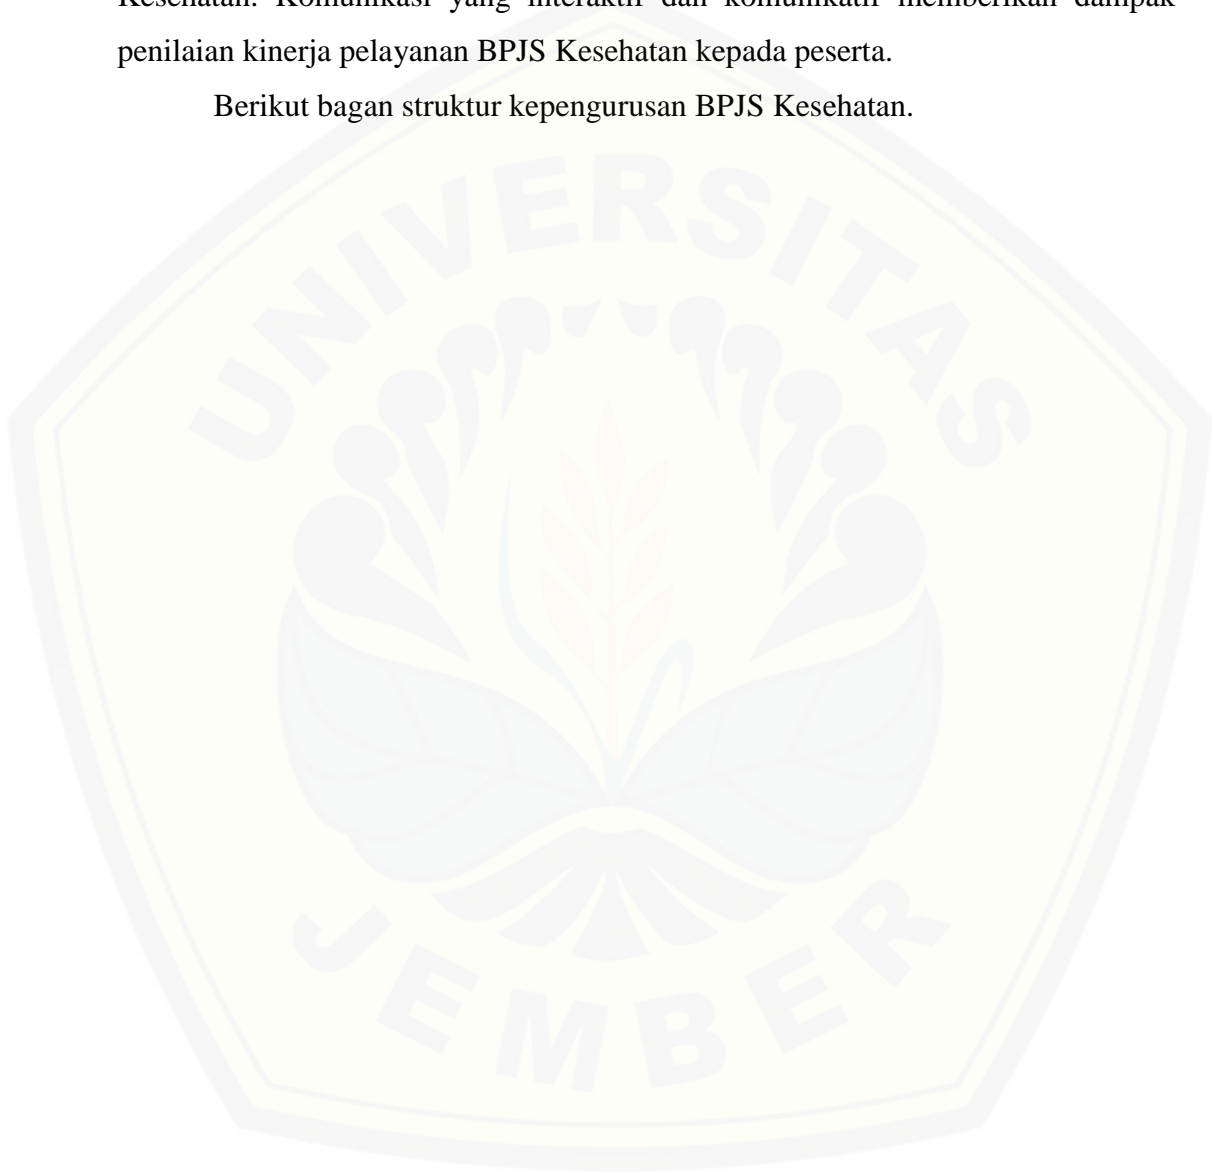 Kesehatan. Komunikasi yang interaktif dan komunikatif memberikan dampak
penilaian kinerja pelayanan BPJS Kesehatan kepada peserta.
Berikut bagan struktur kepengurusan BPJS Kesehatan.
UNIVERSITAS
JEMBER